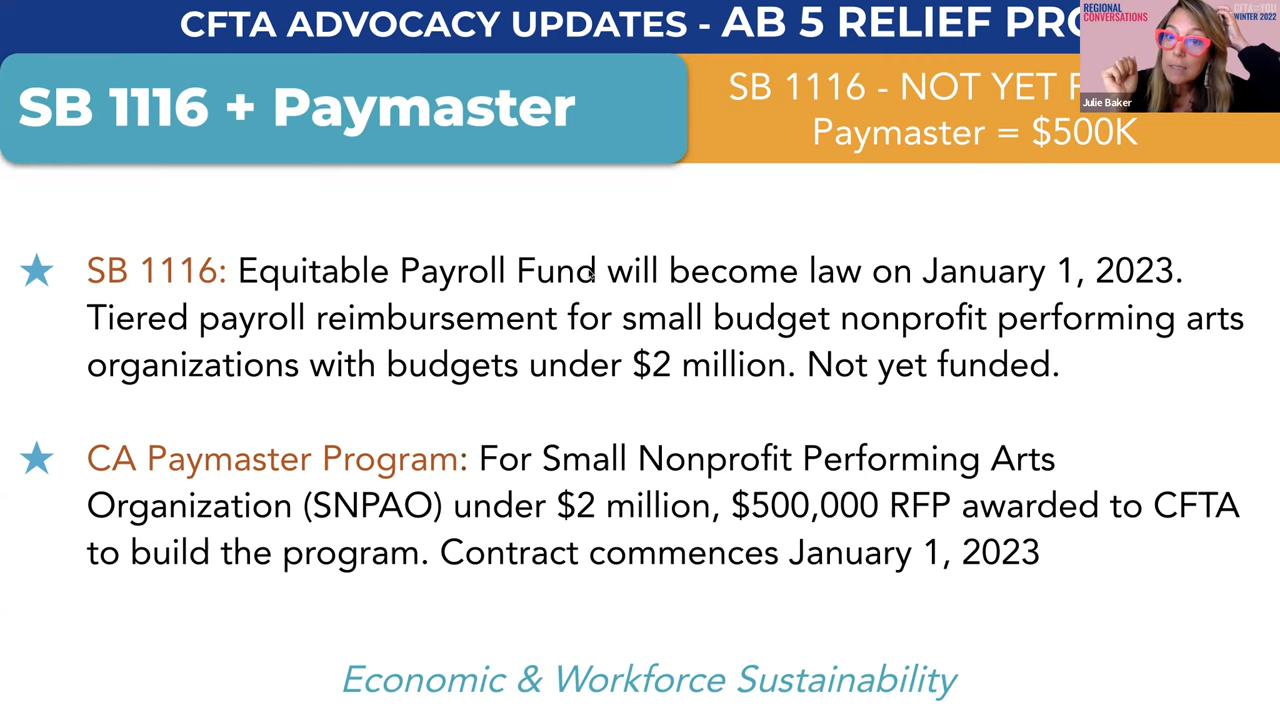 CFTA ADVOCACY UPDATES - AB 5 RELIEF
REGIONAL
CONVERSATIONS
CFTA
WINTER 2022
Julie Baker
SB 1116 + Paymaster
SB 1116 - NOT YET
Paymaster = $500K
SB 1116: Equitable Payroll Fund will become law on January 1, 2023.
Tiered payroll reimbursement for small budget nonprofit performing arts
organizations with budgets under $2 million. Not yet funded.
CA Paymaster Program: For Small Nonprofit Performing Arts
Organization (SNPAO) under $2 million, $500,000 RFP awarded to CFTA
to build the program. Contract commences January 1, 2023
Economic & Workforce Sustainability